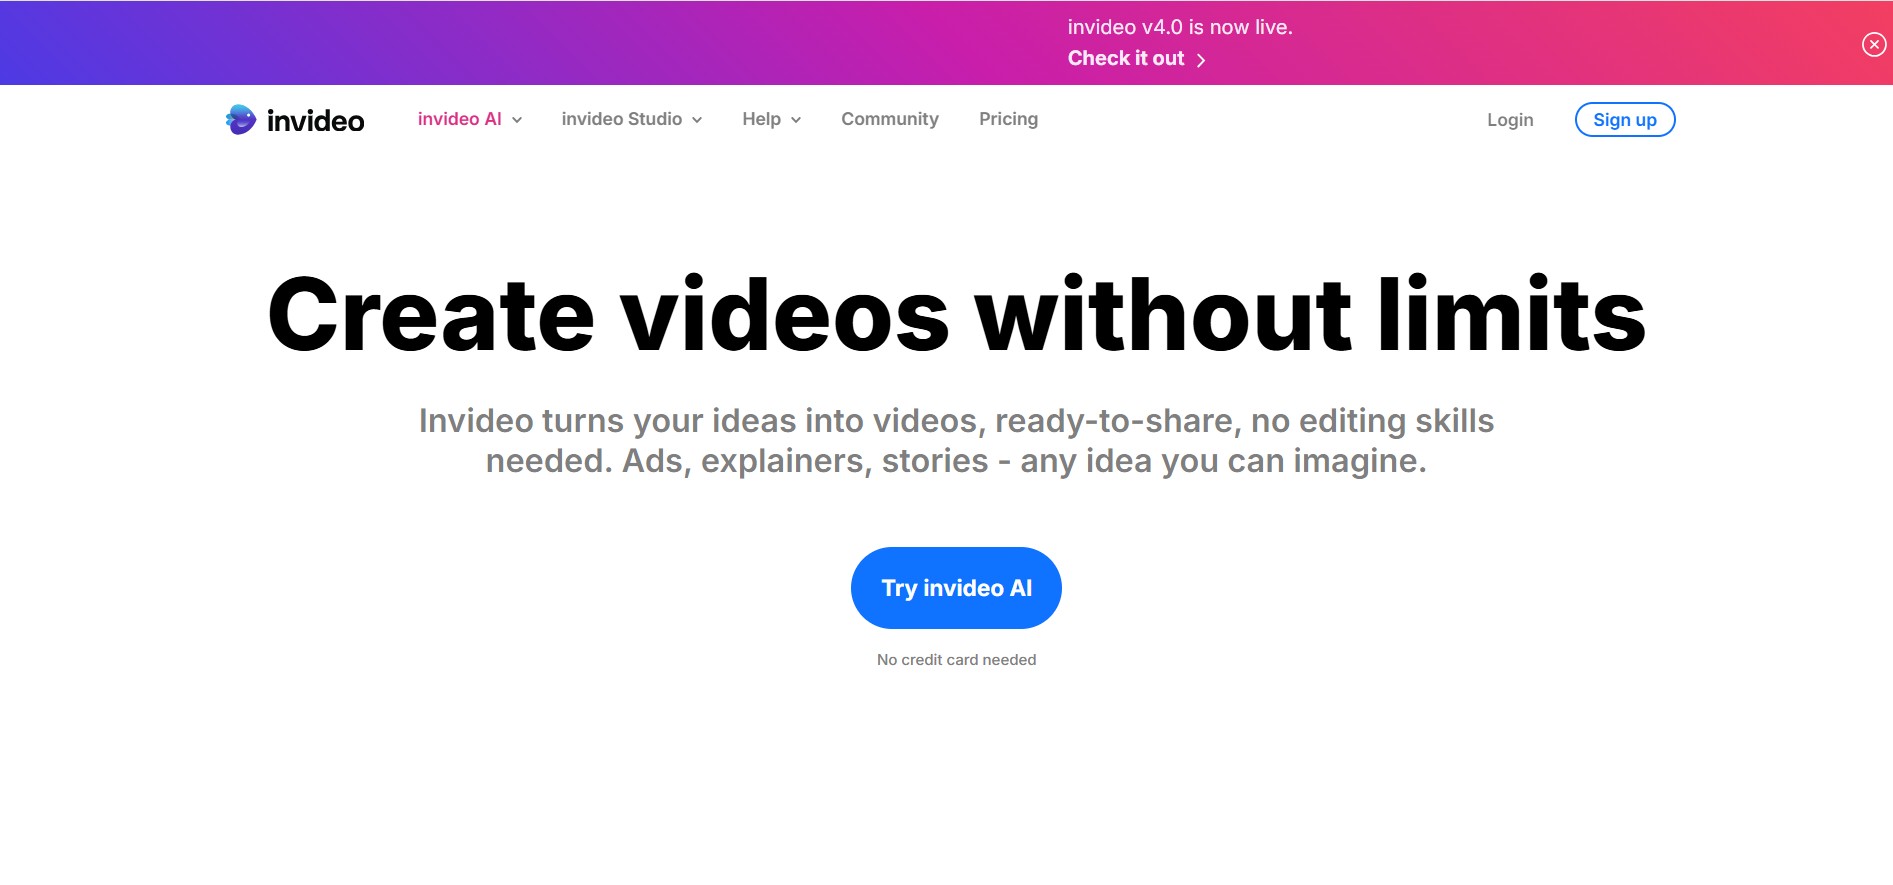 invideo v4.0 is now live.
Check it out
invideo
invideo AI
invideo Studio
Help
Community
Pricing
Login
Sign up
Create videos without limits
Invideo turns your ideas into videos, ready-to-share, no editing skills
needed. Ads, explainers, stories - any idea you can imagine.
Try invideo AI
No credit card needed